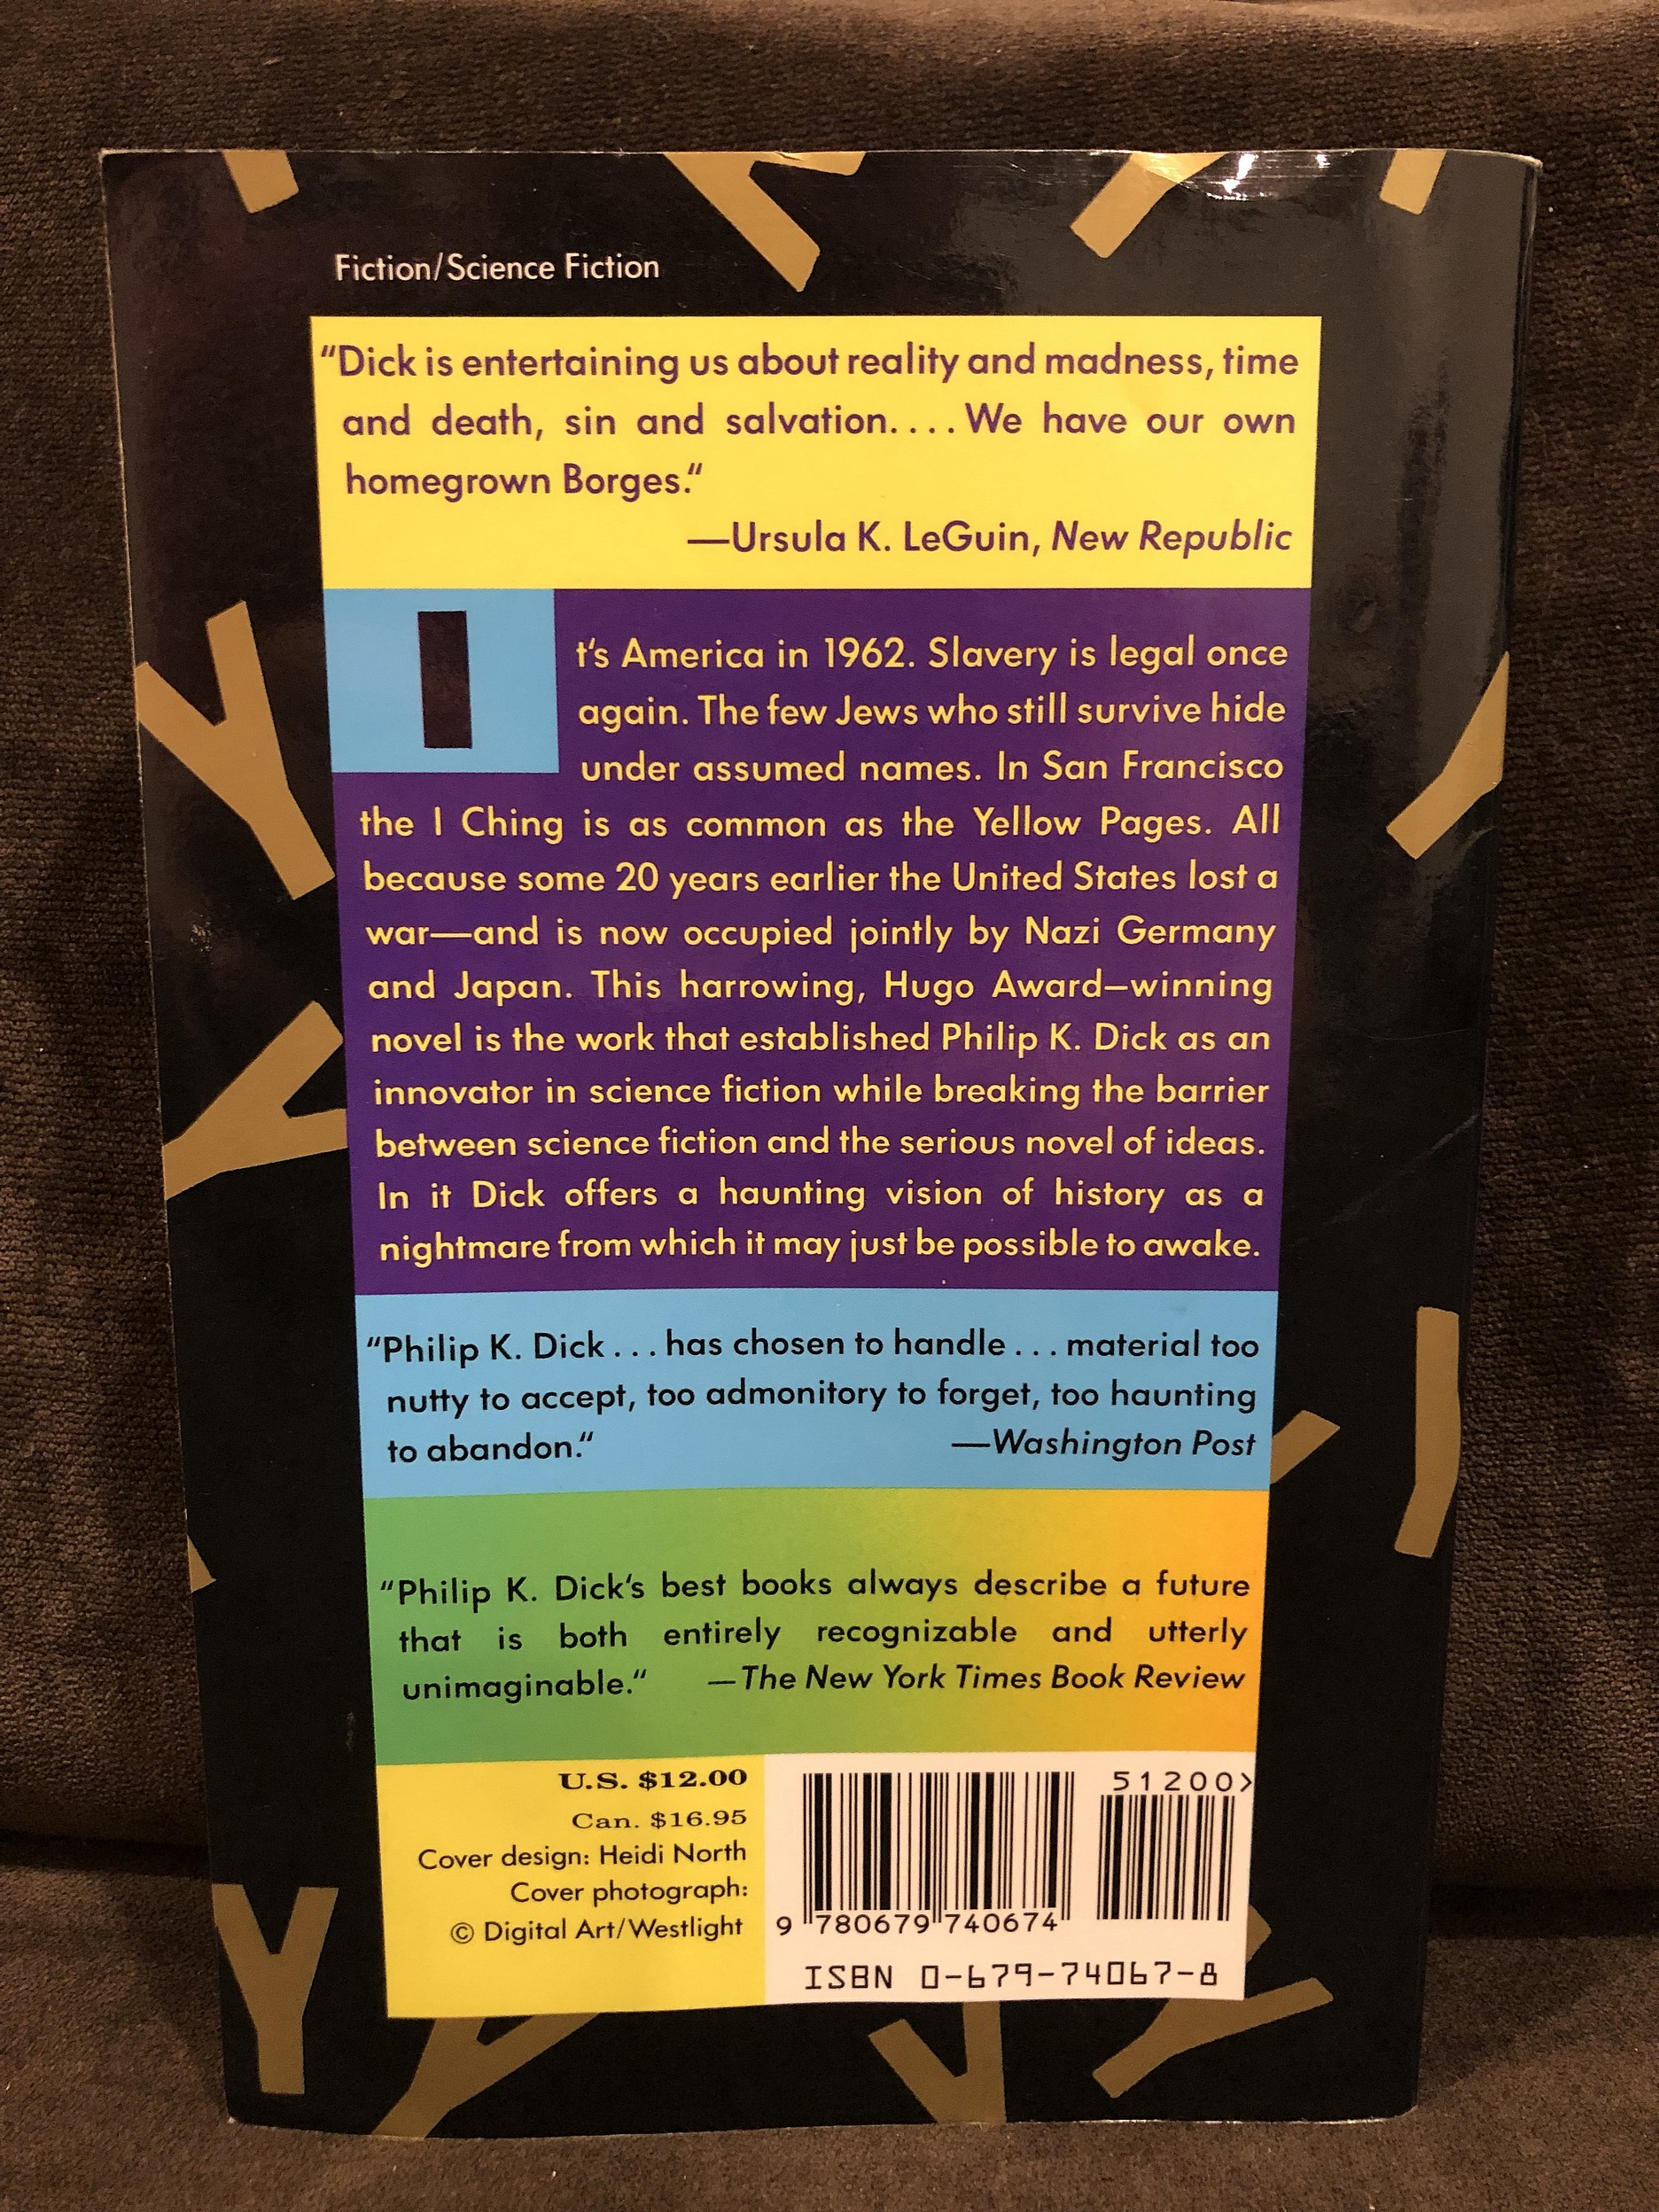 Fiction/Science Fiction
“Dick is entertaining us about reality and madness, time
and death, sin and salvation. . . . We have our own
homegrown Borges.“
—Ursula K. LeGuin, New Republic
It‘s America in 1962. Slavery is legal once
again. The few Jews who still survive hide
under assumed names. In San Francisco
the I Ching is as common as the Yellow Pages. All
because some 20 years earlier the United States lost a
war—and is now occupied jointly by Nazi Germany
and Japan. This harrowing, Hugo Award–winning
novel is the work that established Philip K. Dick as an
innovator in science fiction while breaking the barrier
between science fiction and the serious novel of ideas.
In it Dick offers a haunting vision of history as a
nightmare from which it may just be possible to awake.
“Philip K. Dick . . . has chosen to handle . . . material too
nutty to accept, too admonitory to forget, too haunting
to abandon.“ —Washington Post
“Philip K. Dick‘s best books always describe a future
that is both entirely recognizable and utterly
unimaginable.“ —The New York Times Book Review
U.S. $12.00
Can. $16.95
Cover design: Heidi North
Cover photograph:
© Digital Art/Westlight
51200>
9 780679 740674
ISBN 0-679-74067-8